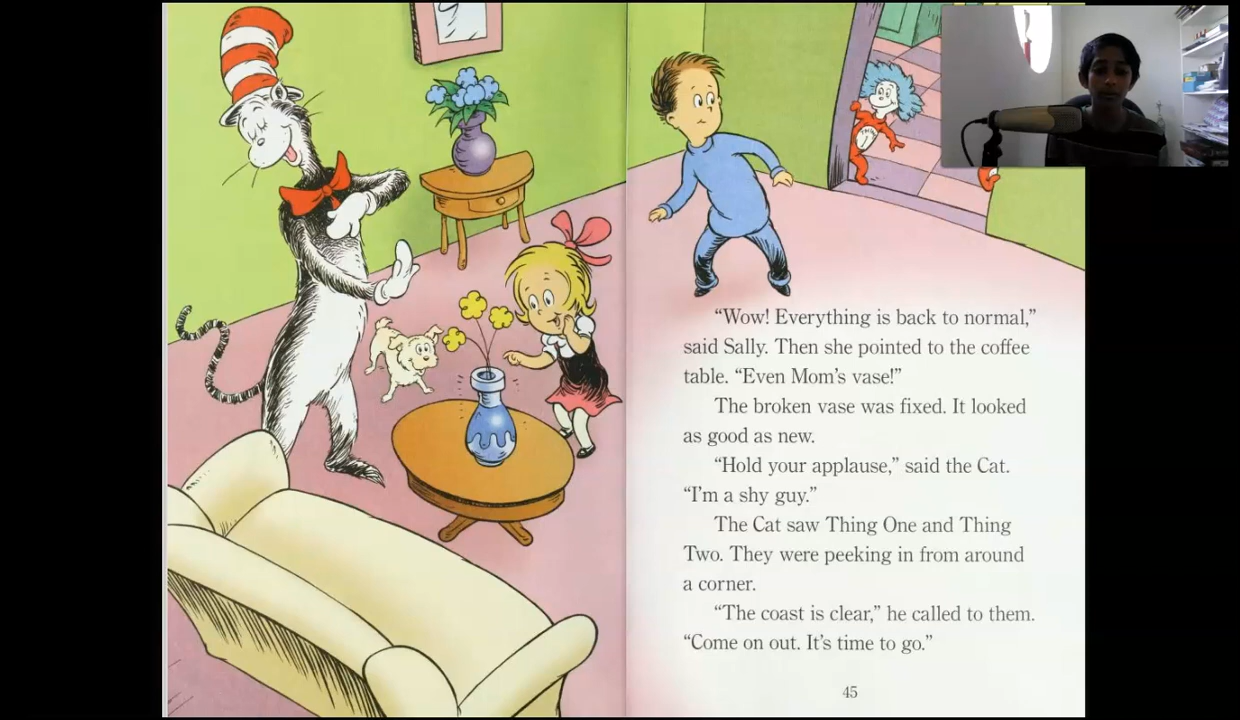 “Wow! Everything is back to normal,”
said Sally. Then she pointed to the coffee
table. “Even Mom’s vase!”
The broken vase was fixed. It looked
as good as new.
“Hold your applause,” said the Cat.
“I’m a shy guy.”
The Cat saw Thing One and Thing
Two. They were peeking in from around
a corner.
“The coast is clear,” he called to them.
“Come on out. It’s time to go.”
45